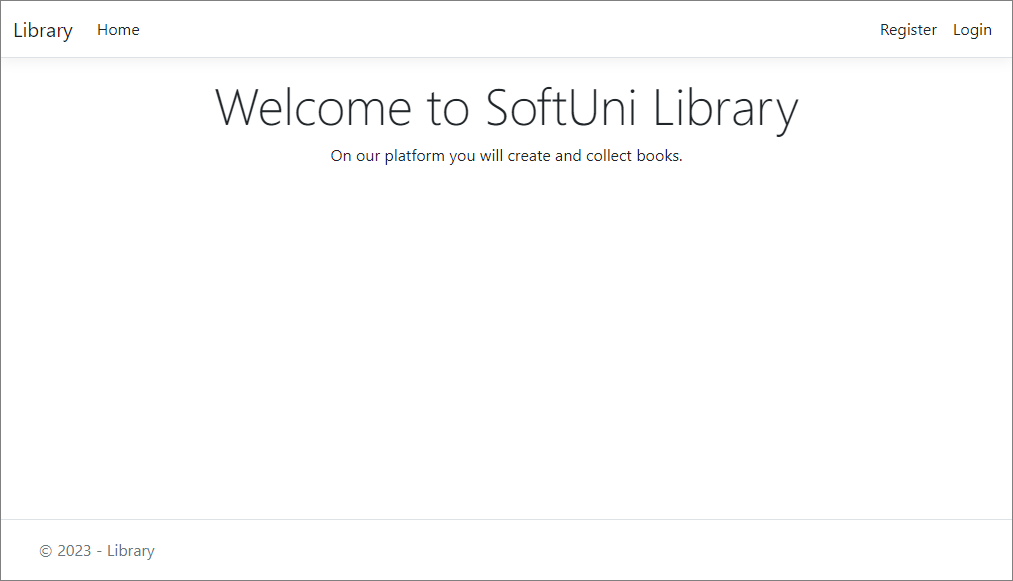 Library Home Register Login
Welcome to SoftUni Library
On our platform you will create and collect books.
© 2023 - Library